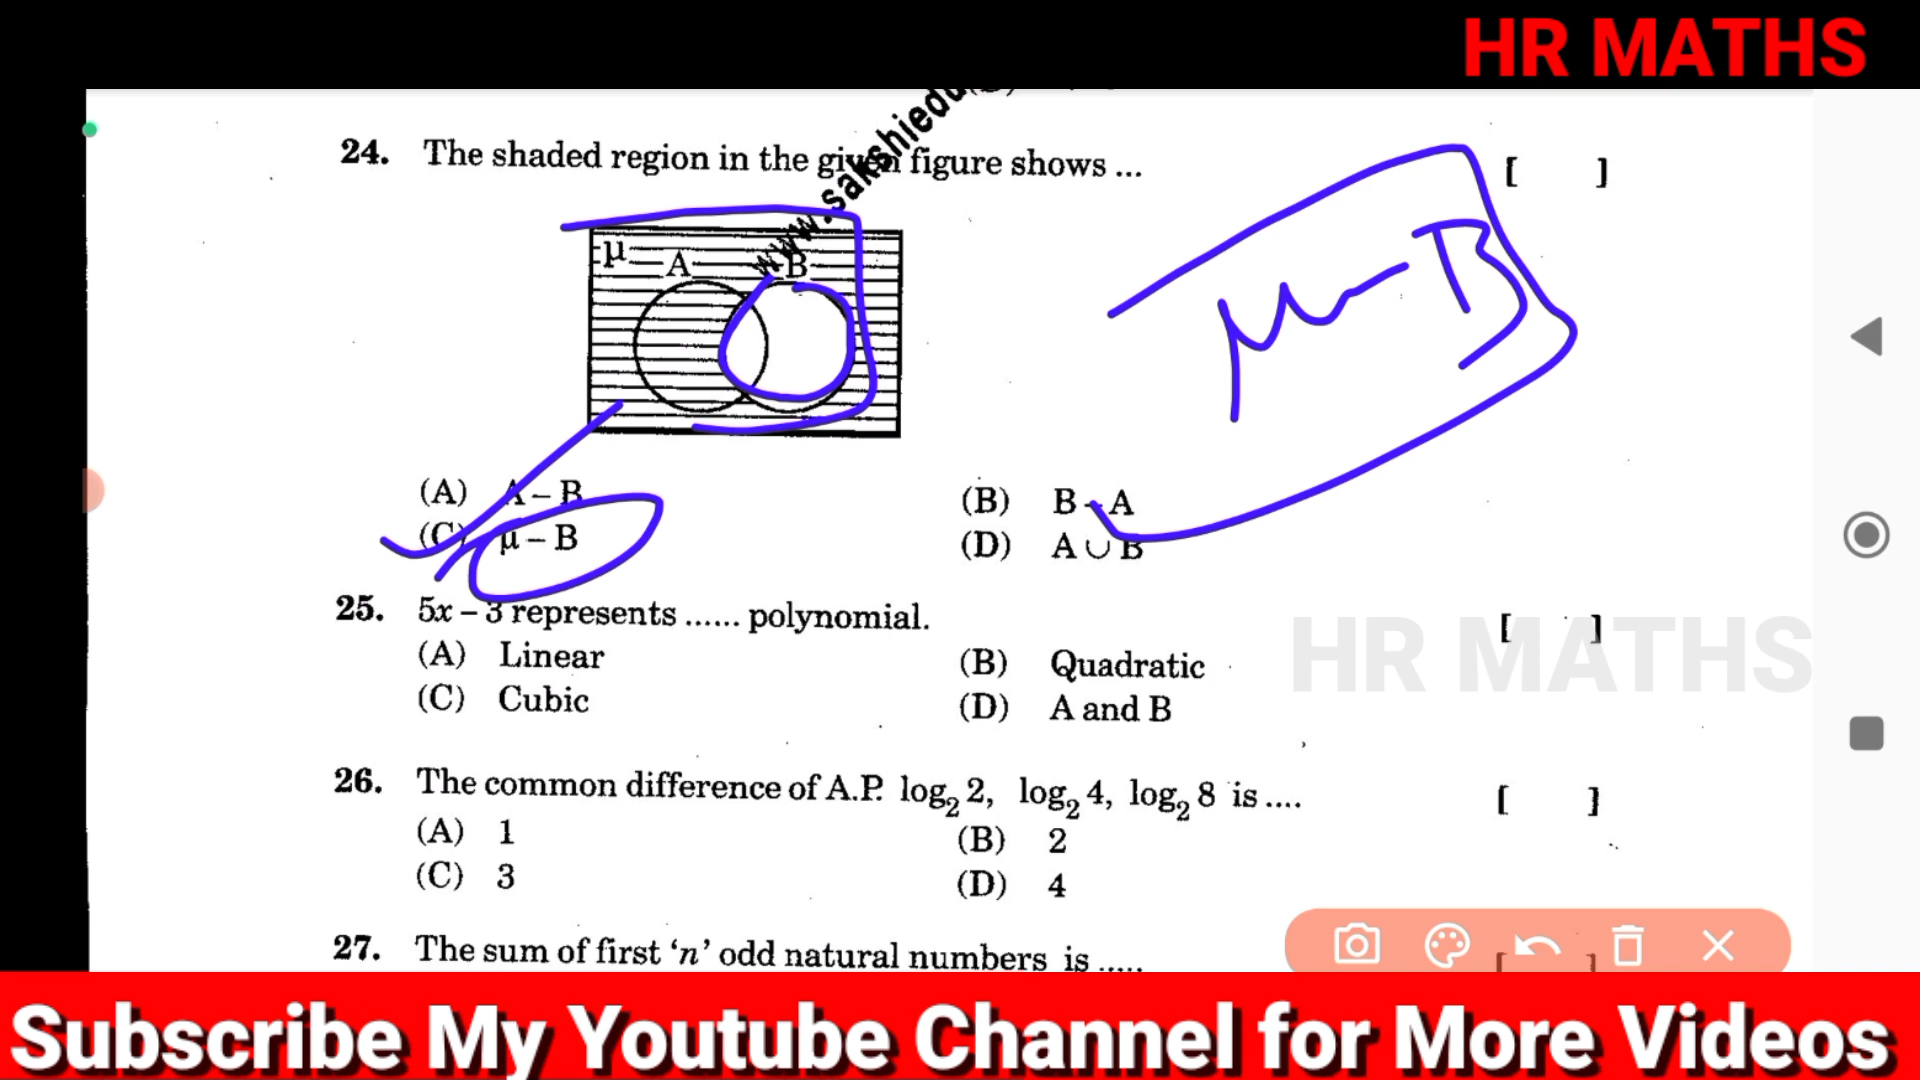 HR MATHS
www.sakshiedu
24. The shaded region in the given figure shows ... [ ]
μ A B
μ - B
(A) A – B (B) B – A
(C) μ – B (D) A ∪ B
25. 5x – 3 represents ...... polynomial. [ ]
HR MATHS
(A) Linear (B) Quadratic
(C) Cubic (D) A and B
26. The common difference of A.P. log₂ 2, log₂ 4, log₂ 8 is .... [ ]
(A) 1 (B) 2
(C) 3 (D) 4
27. The sum of first ‘n’ odd natural numbers is ..... [ ]
Subscribe My Youtube Channel for More Videos